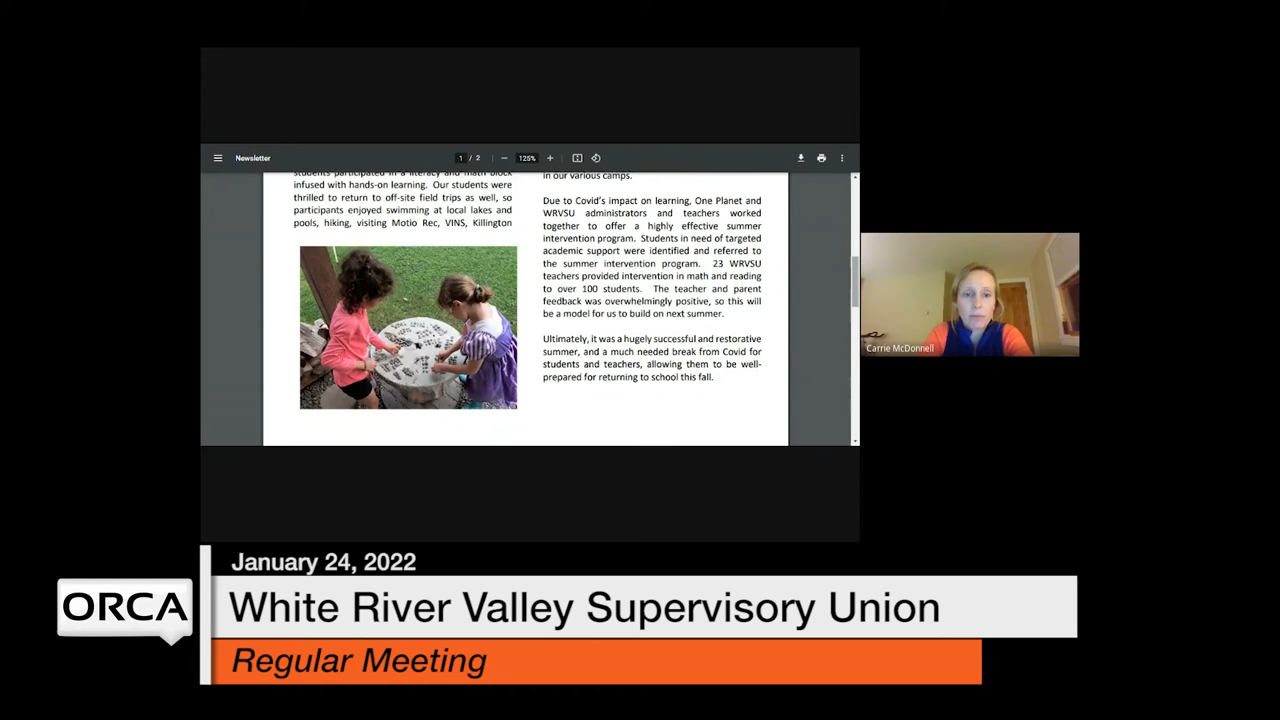 Newsletter
1 / 2
125%
students participated in a literacy and math block
infused with hands-on learning. Our students were
thrilled to return to off-site field trips as well, so
participants enjoyed swimming at local lakes and
pools, hiking, visiting Motio Rec, VINS, Killington
in our various camps.
Due to Covid's impact on learning, One Planet and
WRVSU administrators and teachers worked
together to offer a highly effective summer
intervention program. Students in need of targeted
academic support were identified and referred to
the summer intervention program. 23 WRVSU
teachers provided intervention in math and reading
to over 100 students. The teacher and parent
feedback was overwhelmingly positive, so this will
be a model for us to build on next summer.
Ultimately, it was a hugely successful and restorative
summer, and a much needed break from Covid for
students and teachers, allowing them to be well-
prepared for returning to school this fall.
Carrie McDonnell
January 24, 2022
ORCA
White River Valley Supervisory Union
Regular Meeting